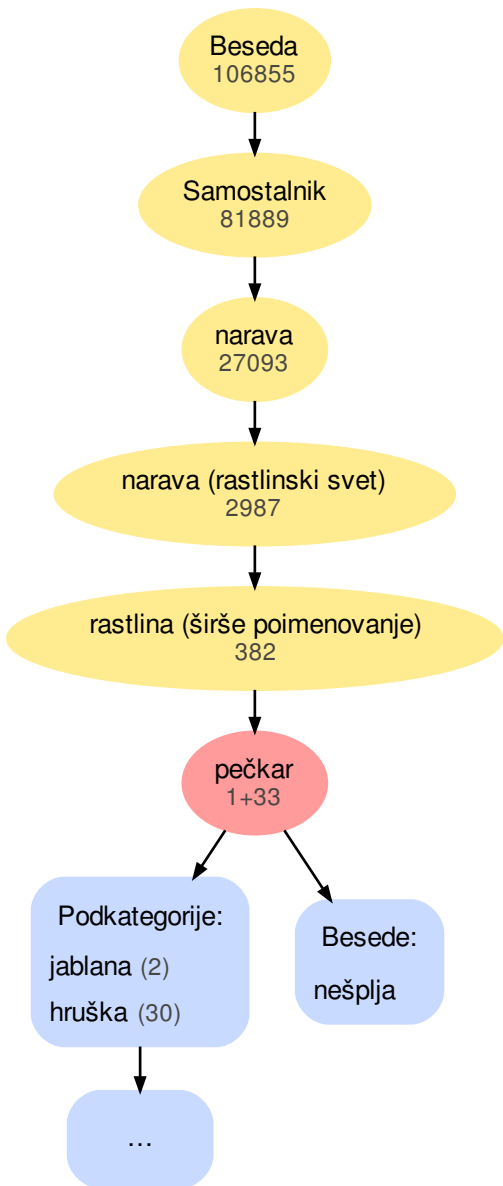 Beseda
106855
Samostalnik
81889
narava
27093
narava (rastlinski svet)
2987
rastlina (širše poimenovanje)
382
pečkar
1+33
Podkategorije:
jablana (2)
hruška (30)
Besede:
nešplja
…